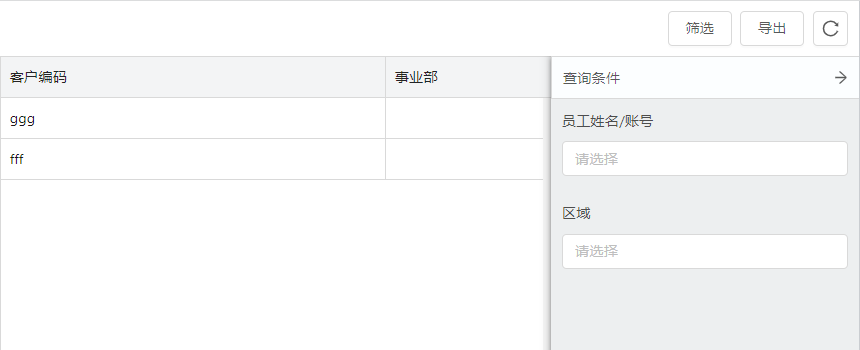 筛选 导出
客户编码 事业部 查询条件
ggg
fff
员工姓名/账号
请选择
区域
请选择